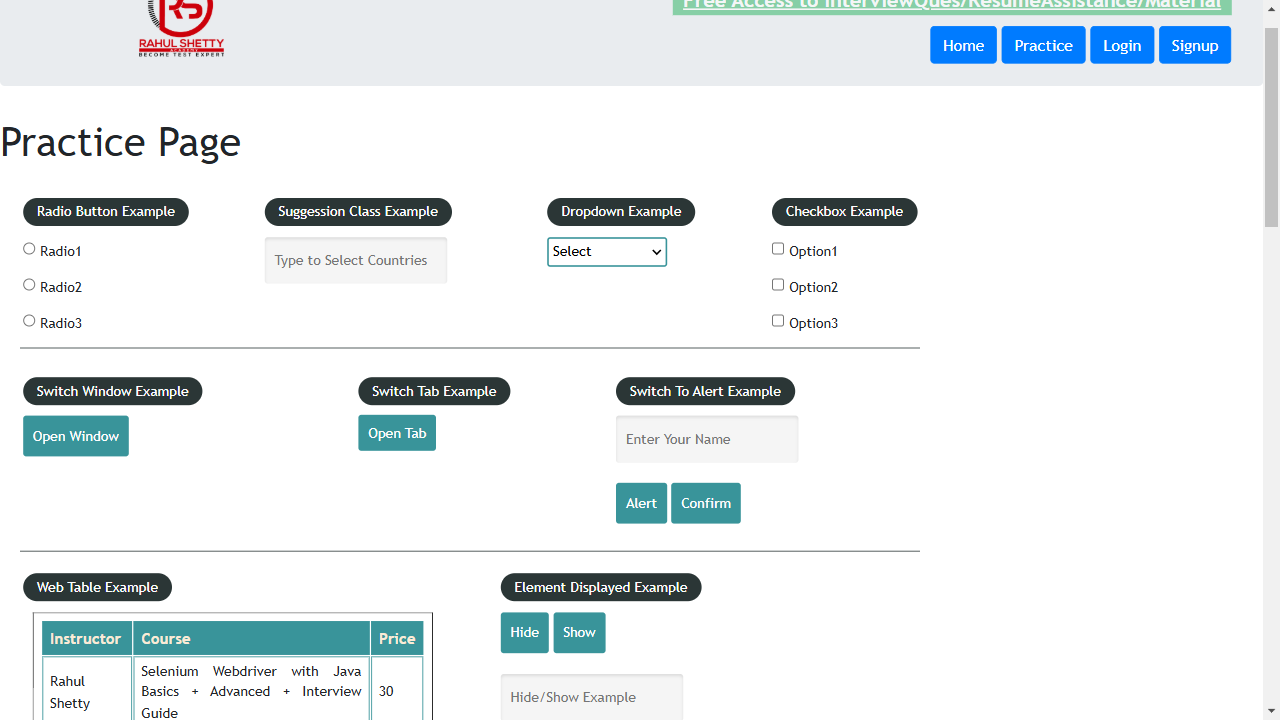 Free Access to InterviewQues/ResumeAssistance/Material
RS
RAHUL SHETTY
ACADEMY
BECOME TEST EXPERT
Home Practice Login Signup
Practice Page
Radio Button Example
Radio1
Radio2
Radio3
Suggession Class Example
Type to Select Countries
Dropdown Example
Select
Checkbox Example
Option1
Option2
Option3
Switch Window Example
Open Window
Switch Tab Example
Open Tab
Switch To Alert Example
Enter Your Name
Alert Confirm
Web Table Example
Instructor Course Price
Rahul Shetty Selenium Webdriver with Java Basics + Advanced + Interview Guide 30
Element Displayed Example
Hide Show
Hide/Show Example